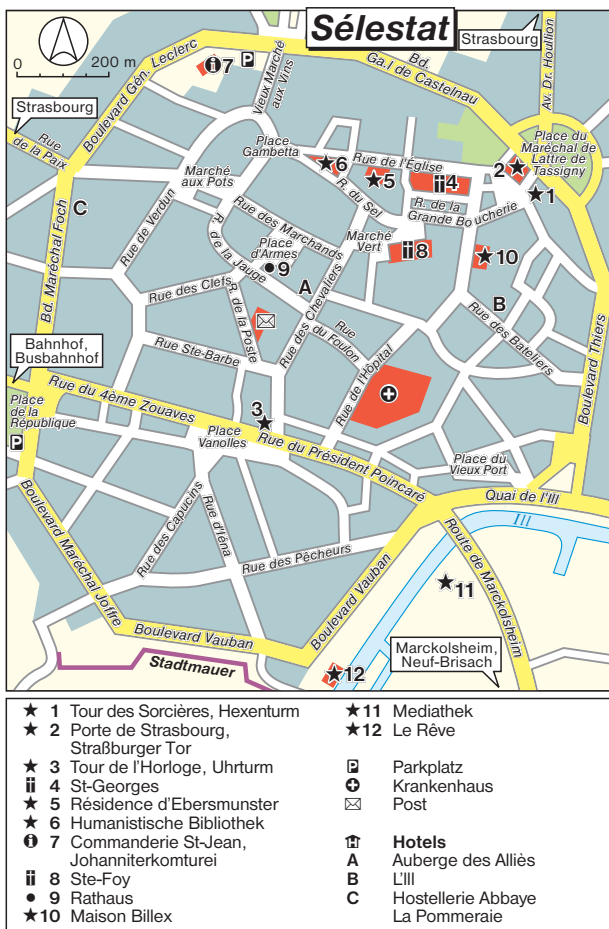 Sélestat
Strasbourg
0 200 m
7
P
Boulevard Gén. Leclerc
Vieux Marché
aux Vins
Bd.
Ga.l de Castelnau
Av. Dr. Houllion
Strasbourg
Rue
de la Paix
Place
Gambetta
6
Rue de l'Église
5
4
2
Place du
Maréchal de
Lattre de
Tassigny
1
Marché
aux Pots
R. du Sel
R. de la
Grande Boucherie
C
Rue de Verdun
Rue des Marchands
Marché
Vert
Bd. Maréchal Foch
R. de la Jauge
Place
d'Armes
9
8
10
A
Rue des Chevaliers
B
Rue des Clefs
R. de la Poste
Rue
du Foulon
Rue des Bateliers
Boulevard Thiers
Bahnhof,
Busbahnhof
Rue Ste-Barbe
Rue de l'Hôpital
Rue du 4ème Zouaves
Place
de la
République
P
3
Place
Vanolles
Rue du Président Poincaré
Place du
Vieux Port
Quai de l'Ill
Rue des Capucins
Rue d'Iéna
Ill
Boulevard Maréchal Joffre
Rue des Pêcheurs
Boulevard Vauban
Route de Marckolsheim
11
Boulevard Vauban
Stadtmauer
12
Marckolsheim,
Neuf-Brisach
1 Tour des Sorcières, Hexenturm
2 Porte de Strasbourg,
Straßburger Tor
3 Tour de l'Horloge, Uhrturm
4 St-Georges
5 Résidence d'Ebersmunster
6 Humanistische Bibliothek
7 Commanderie St-Jean,
Johanniterkomturei
8 Ste-Foy
9 Rathaus
10 Maison Billex
11 Mediathek
12 Le Rêve
P Parkplatz
Krankenhaus
Post
H Hotels
A Auberge des Alliès
B L'Ill
C Hostellerie Abbaye
La Pommeraie